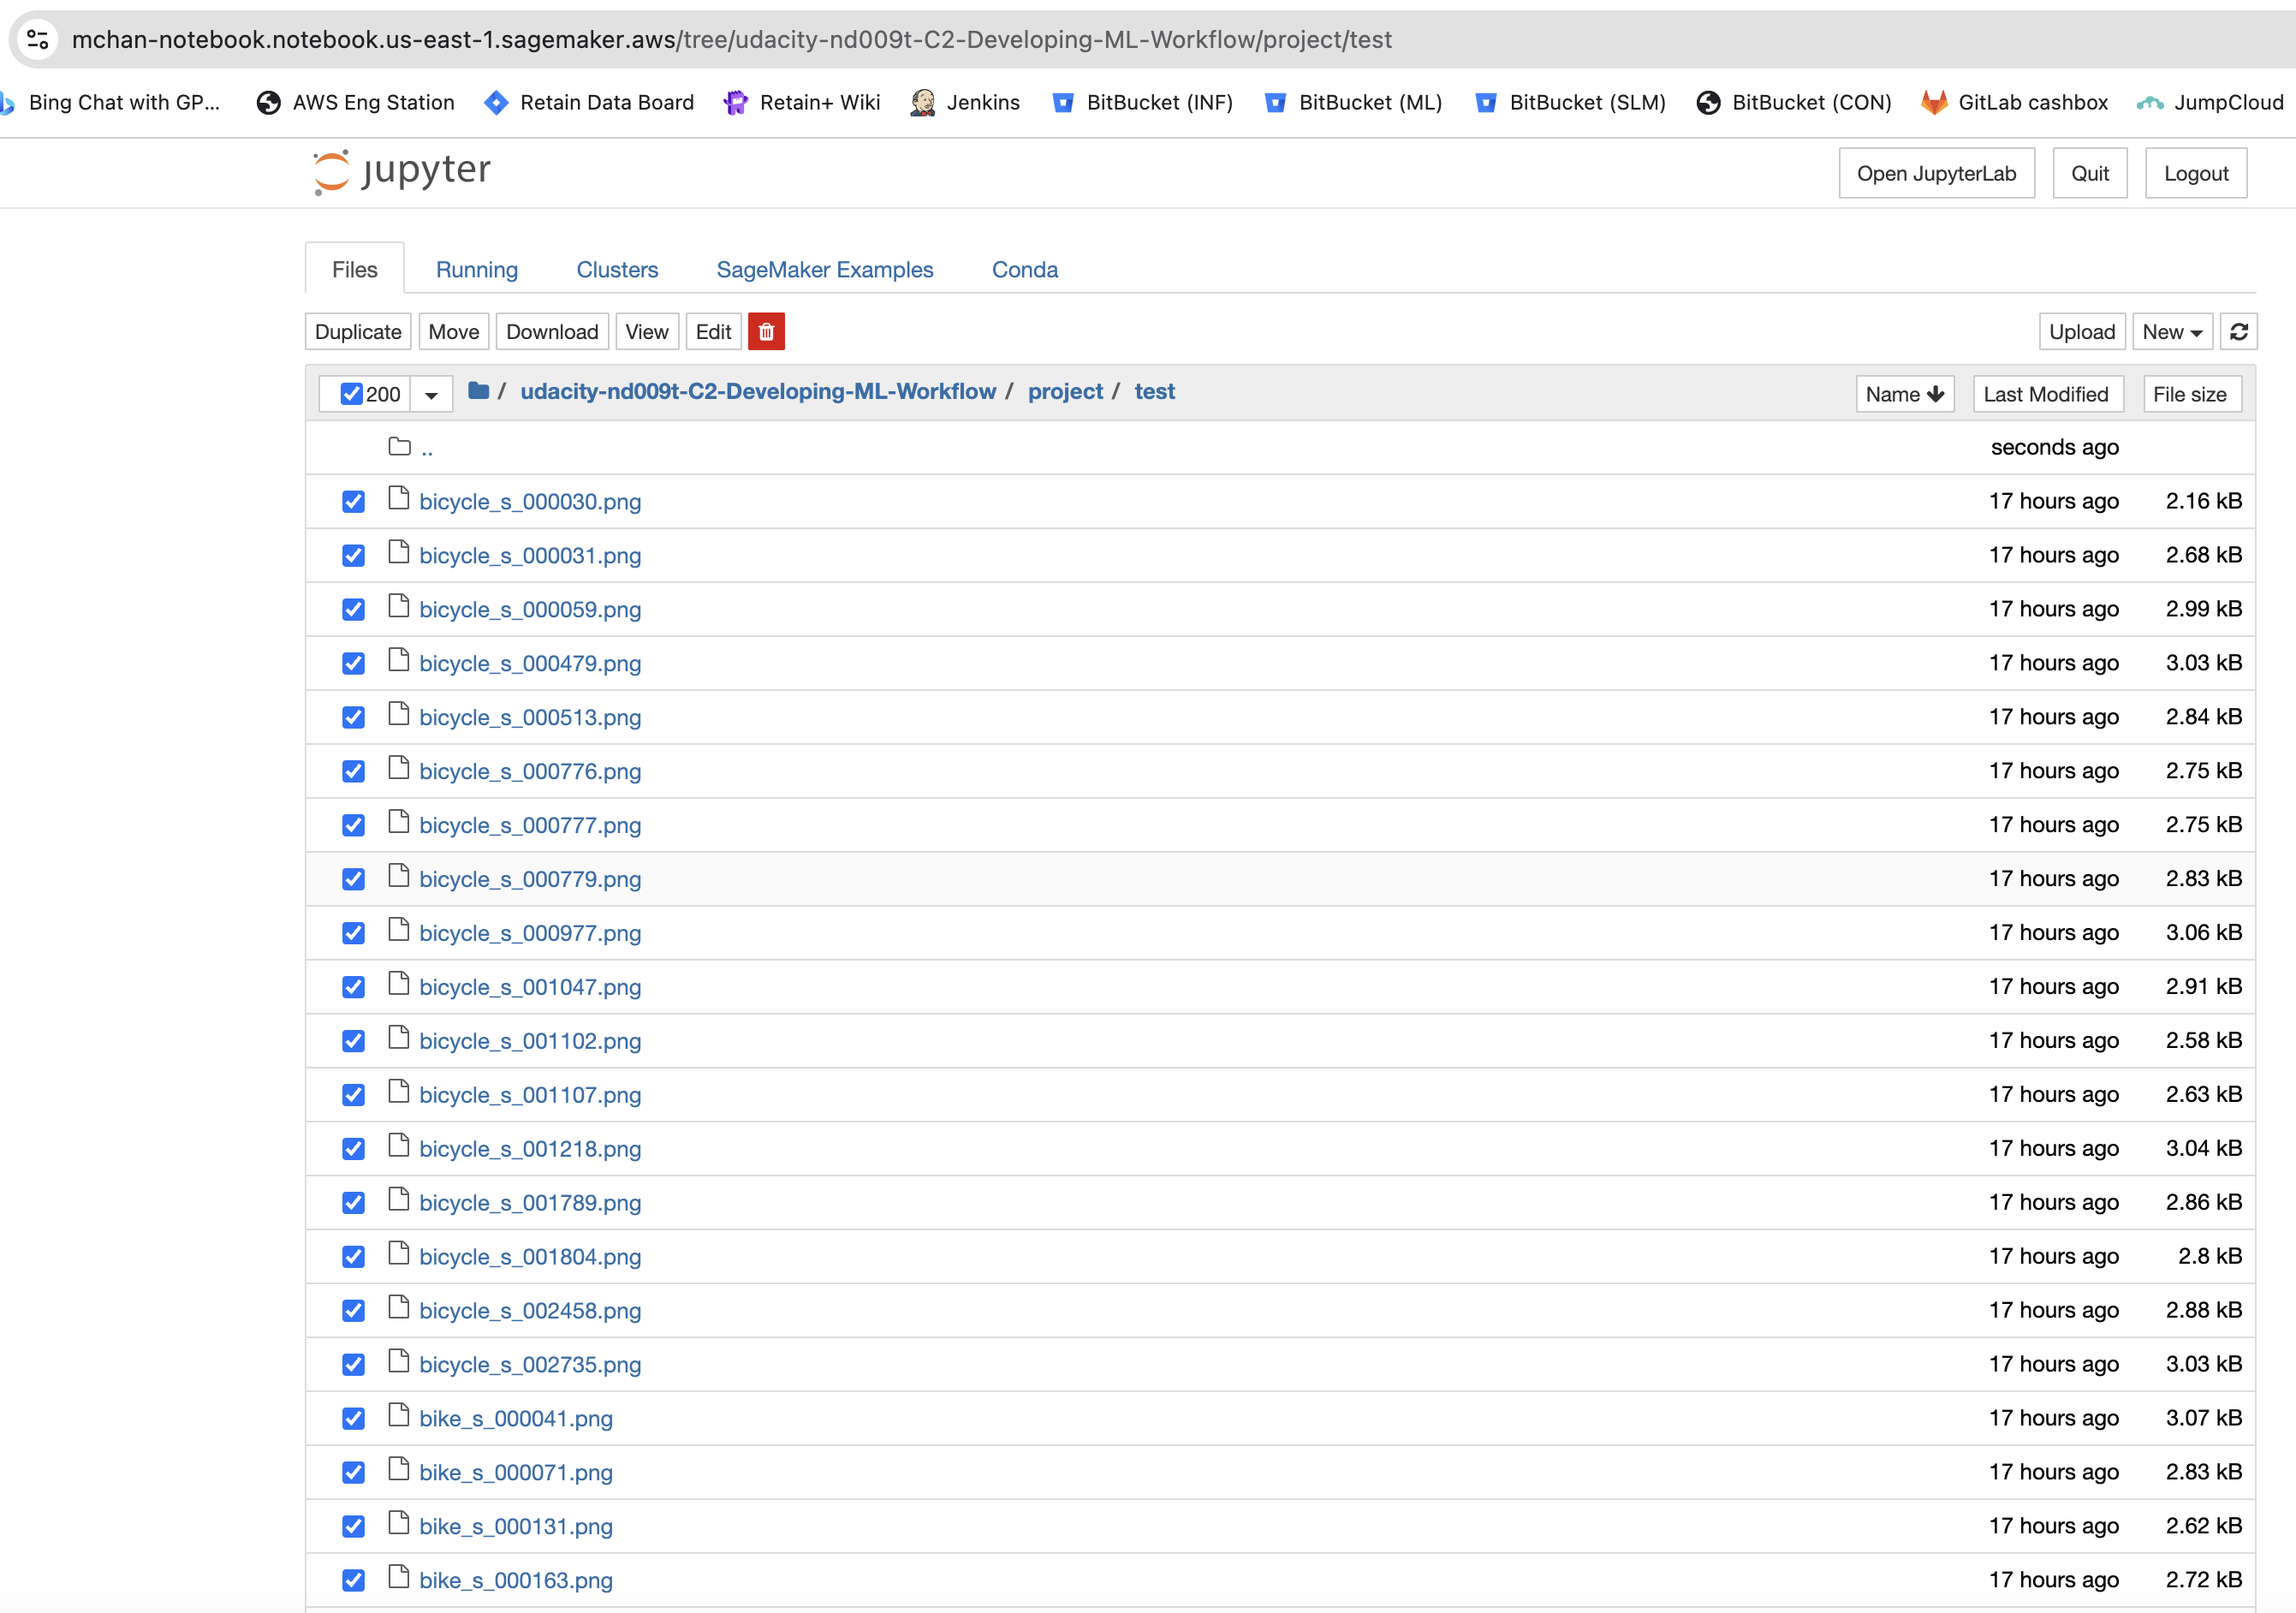 mchan-notebook.notebook.us-east-1.sagemaker.aws/tree/udacity-nd009t-C2-Developing-ML-Workflow/project/test
Bing Chat with GP... AWS Eng Station Retain Data Board Retain+ Wiki Jenkins BitBucket (INF) BitBucket (ML) BitBucket (SLM) BitBucket (CON) GitLab cashbox JumpCloud
jupyter Open JupyterLab Quit Logout
Files Running Clusters SageMaker Examples Conda
Duplicate Move Download View Edit Upload New
200 / udacity-nd009t-C2-Developing-ML-Workflow / project / test Name Last Modified File size
.. seconds ago
bicycle_s_000030.png 17 hours ago 2.16 kB
bicycle_s_000031.png 17 hours ago 2.68 kB
bicycle_s_000059.png 17 hours ago 2.99 kB
bicycle_s_000479.png 17 hours ago 3.03 kB
bicycle_s_000513.png 17 hours ago 2.84 kB
bicycle_s_000776.png 17 hours ago 2.75 kB
bicycle_s_000777.png 17 hours ago 2.75 kB
bicycle_s_000779.png 17 hours ago 2.83 kB
bicycle_s_000977.png 17 hours ago 3.06 kB
bicycle_s_001047.png 17 hours ago 2.91 kB
bicycle_s_001102.png 17 hours ago 2.58 kB
bicycle_s_001107.png 17 hours ago 2.63 kB
bicycle_s_001218.png 17 hours ago 3.04 kB
bicycle_s_001789.png 17 hours ago 2.86 kB
bicycle_s_001804.png 17 hours ago 2.8 kB
bicycle_s_002458.png 17 hours ago 2.88 kB
bicycle_s_002735.png 17 hours ago 3.03 kB
bike_s_000041.png 17 hours ago 3.07 kB
bike_s_000071.png 17 hours ago 2.83 kB
bike_s_000131.png 17 hours ago 2.62 kB
bike_s_000163.png 17 hours ago 2.72 kB